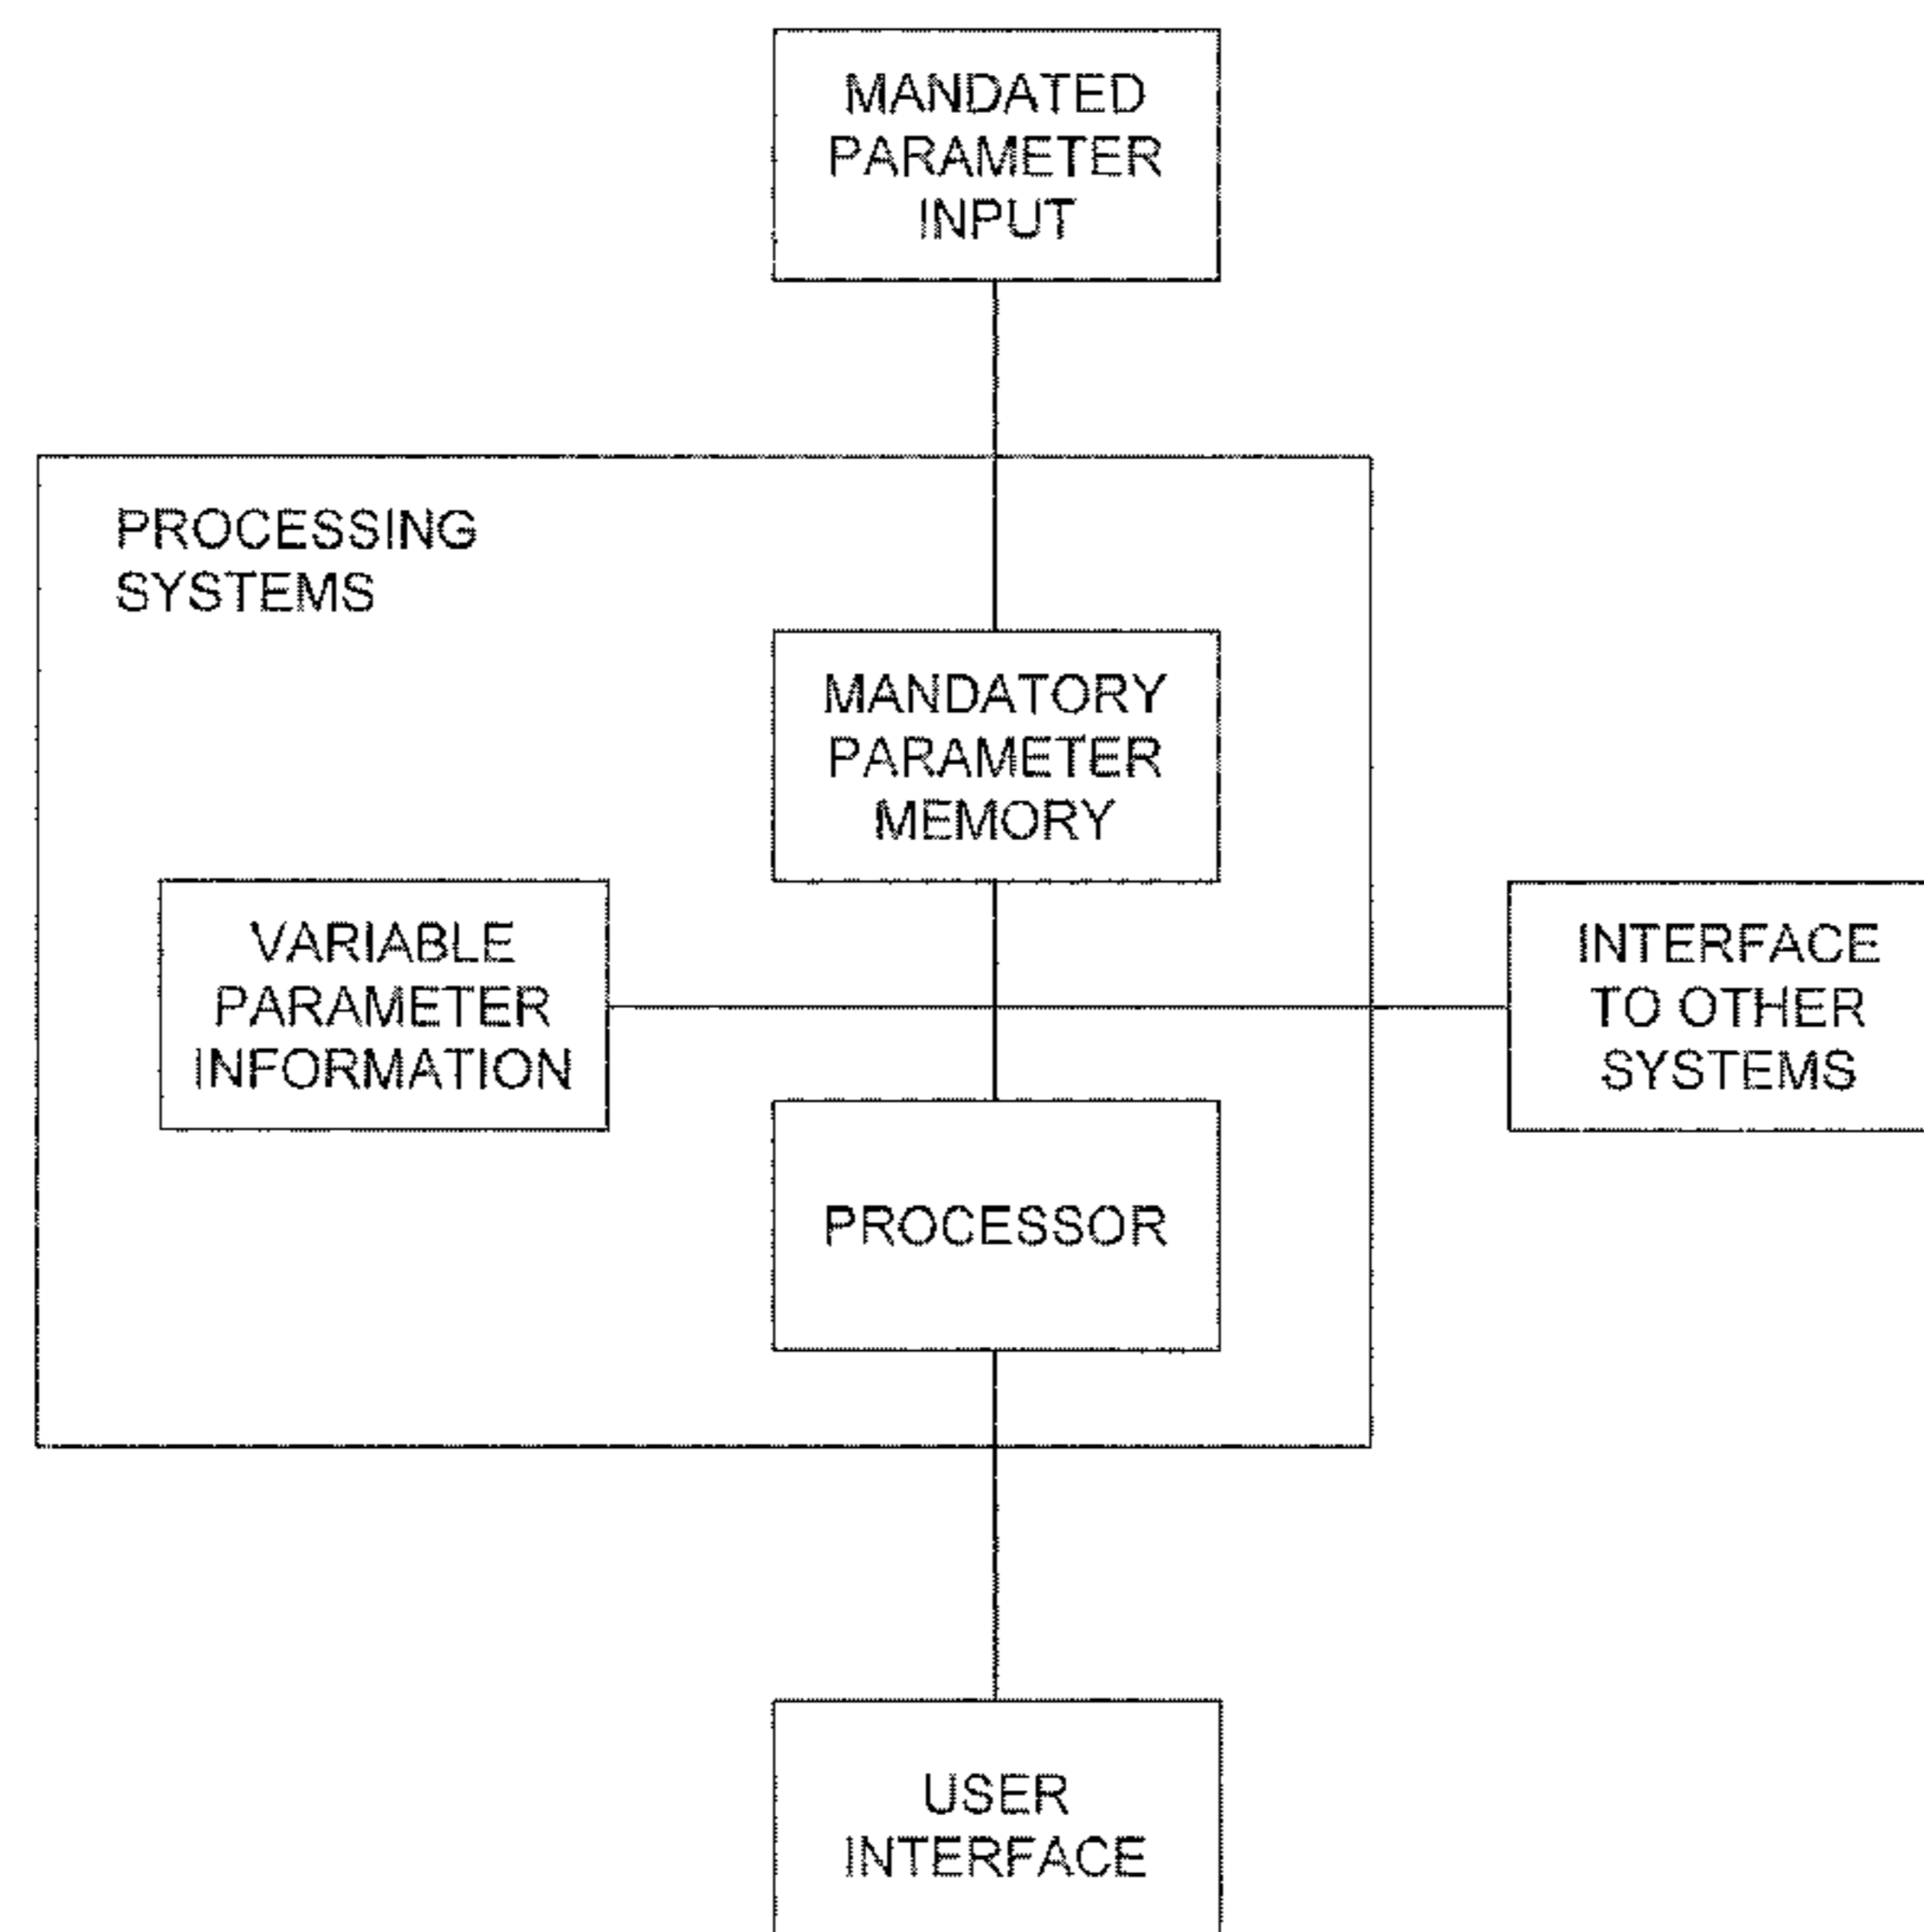 MANDATED
PARAMETER
INPUT
PROCESSING
SYSTEMS
MANDATORY
PARAMETER
MEMORY
VARIABLE
PARAMETER
INFORMATION
INTERFACE
TO OTHER
SYSTEMS
PROCESSOR
USER
INTERFACE